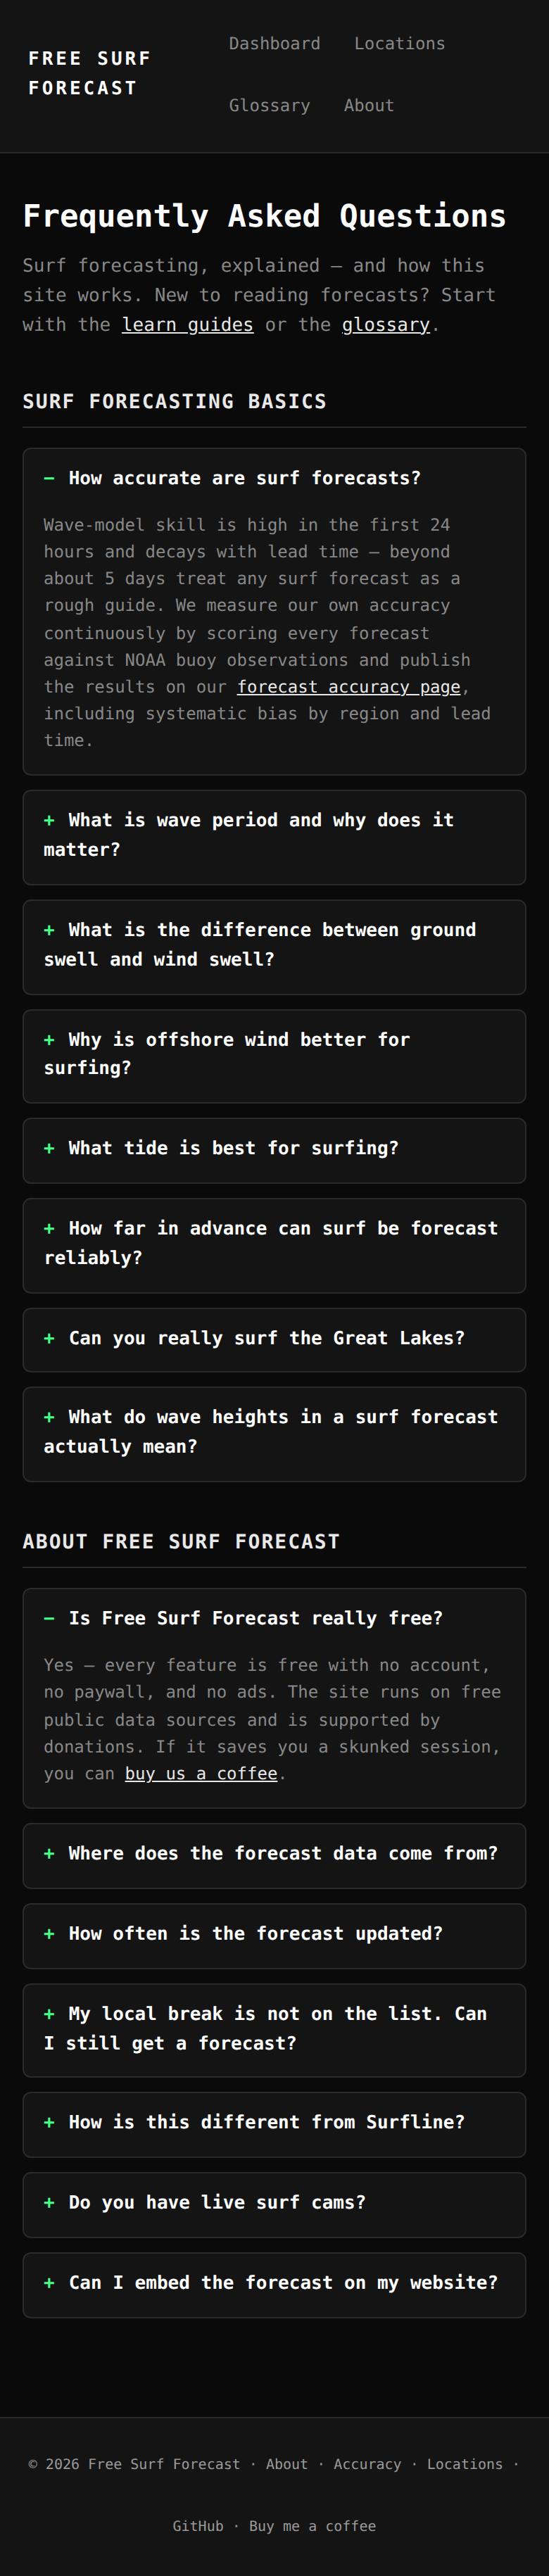 FREE SURF
FORECAST
Dashboard Locations
Glossary About
Frequently Asked Questions
Surf forecasting, explained — and how this
site works. New to reading forecasts? Start
with the learn guides or the glossary.
SURF FORECASTING BASICS
− How accurate are surf forecasts?
Wave-model skill is high in the first 24
hours and decays with lead time — beyond
about 5 days treat any surf forecast as a
rough guide. We measure our own accuracy
continuously by scoring every forecast
against NOAA buoy observations and publish
the results on our forecast accuracy page,
including systematic bias by region and lead
time.
+ What is wave period and why does it
matter?
+ What is the difference between ground
swell and wind swell?
+ Why is offshore wind better for
surfing?
+ What tide is best for surfing?
+ How far in advance can surf be forecast
reliably?
+ Can you really surf the Great Lakes?
+ What do wave heights in a surf forecast
actually mean?
ABOUT FREE SURF FORECAST
− Is Free Surf Forecast really free?
Yes — every feature is free with no account,
no paywall, and no ads. The site runs on free
public data sources and is supported by
donations. If it saves you a skunked session,
you can buy us a coffee.
+ Where does the forecast data come from?
+ How often is the forecast updated?
+ My local break is not on the list. Can
I still get a forecast?
+ How is this different from Surfline?
+ Do you have live surf cams?
+ Can I embed the forecast on my website?
© 2026 Free Surf Forecast · About · Accuracy · Locations ·
GitHub · Buy me a coffee